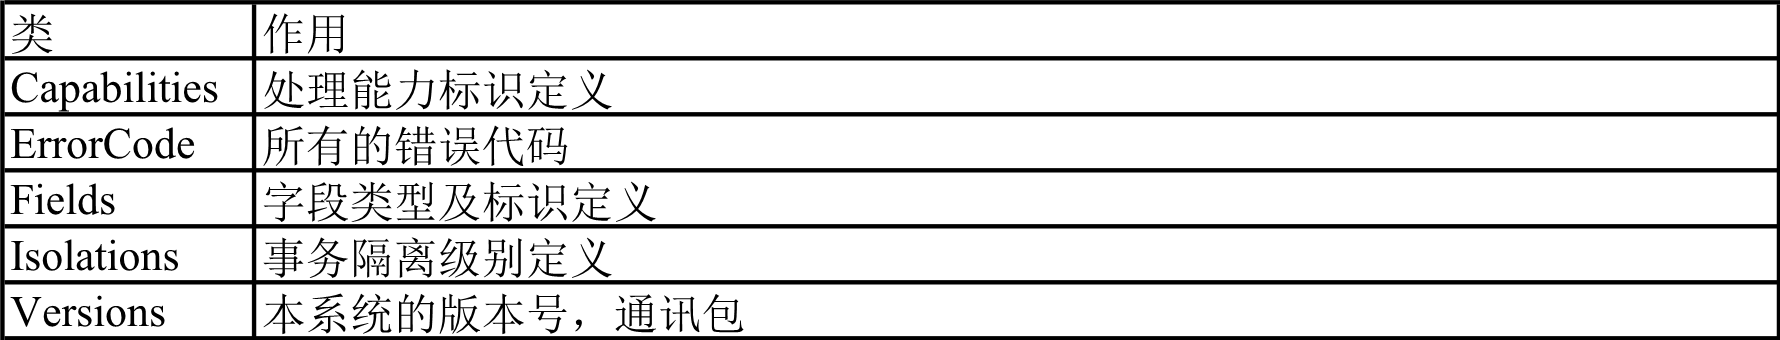 类 作用
Capabilities 处理能力标识定义
ErrorCode 所有的错误代码
Fields 字段类型及标识定义
Isolations 事务隔离级别定义
Versions 本系统的版本号，通讯包